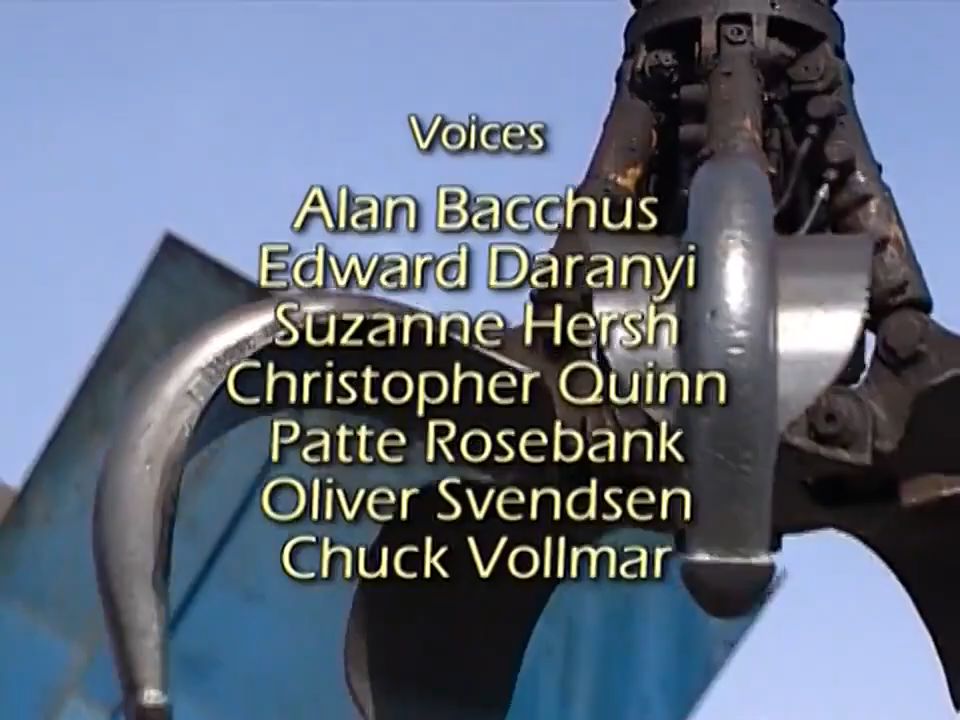 Voices
Alan Bacchus
Edward Daranyi
Suzanne Hersh
Christopher Quinn
Patte Rosebank
Oliver Svendsen
Chuck Vollmar